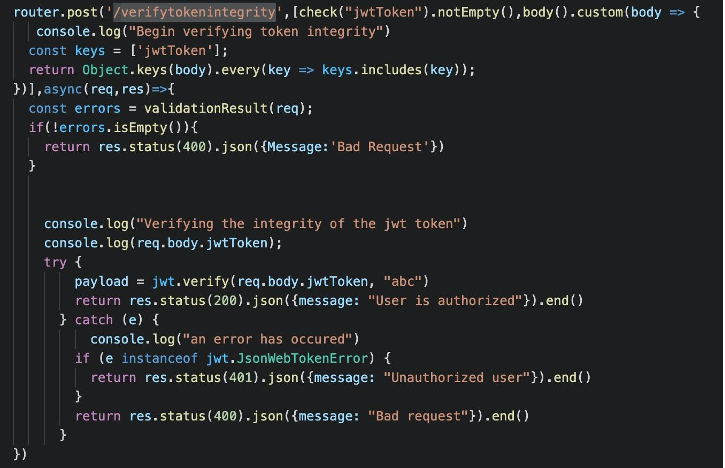 router.post('/verifytokenintegrity',[check("jwtToken").notEmpty(),body().custom(body => {
console.log("Begin verifying token integrity")
const keys = ['jwtToken'];
return Object.keys(body).every(key => keys.includes(key));
})],async(req,res)=>{
const errors = validationResult(req);
if(!errors.isEmpty()){
return res.status(400).json({Message:'Bad Request'})
}
console.log("Verifying the integrity of the jwt token")
console.log(req.body.jwtToken);
try {
payload = jwt.verify(req.body.jwtToken, "abc")
return res.status(200).json({message: "User is authorized"}).end()
} catch (e) {
console.log("an error has occured")
if (e instanceof jwt.JsonWebTokenError) {
return res.status(401).json({message: "Unauthorized user"}).end()
}
return res.status(400).json({message: "Bad request"}).end()
}
})